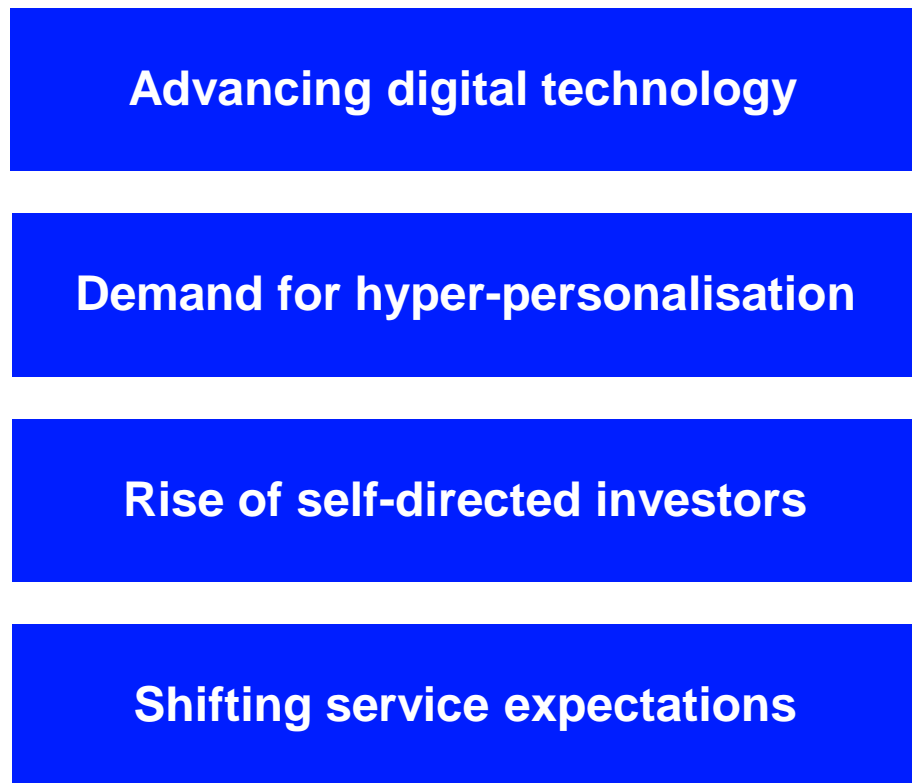 Advancing digital technology
Demand for hyper-personalisation
Rise of self-directed investors
Shifting service expectations